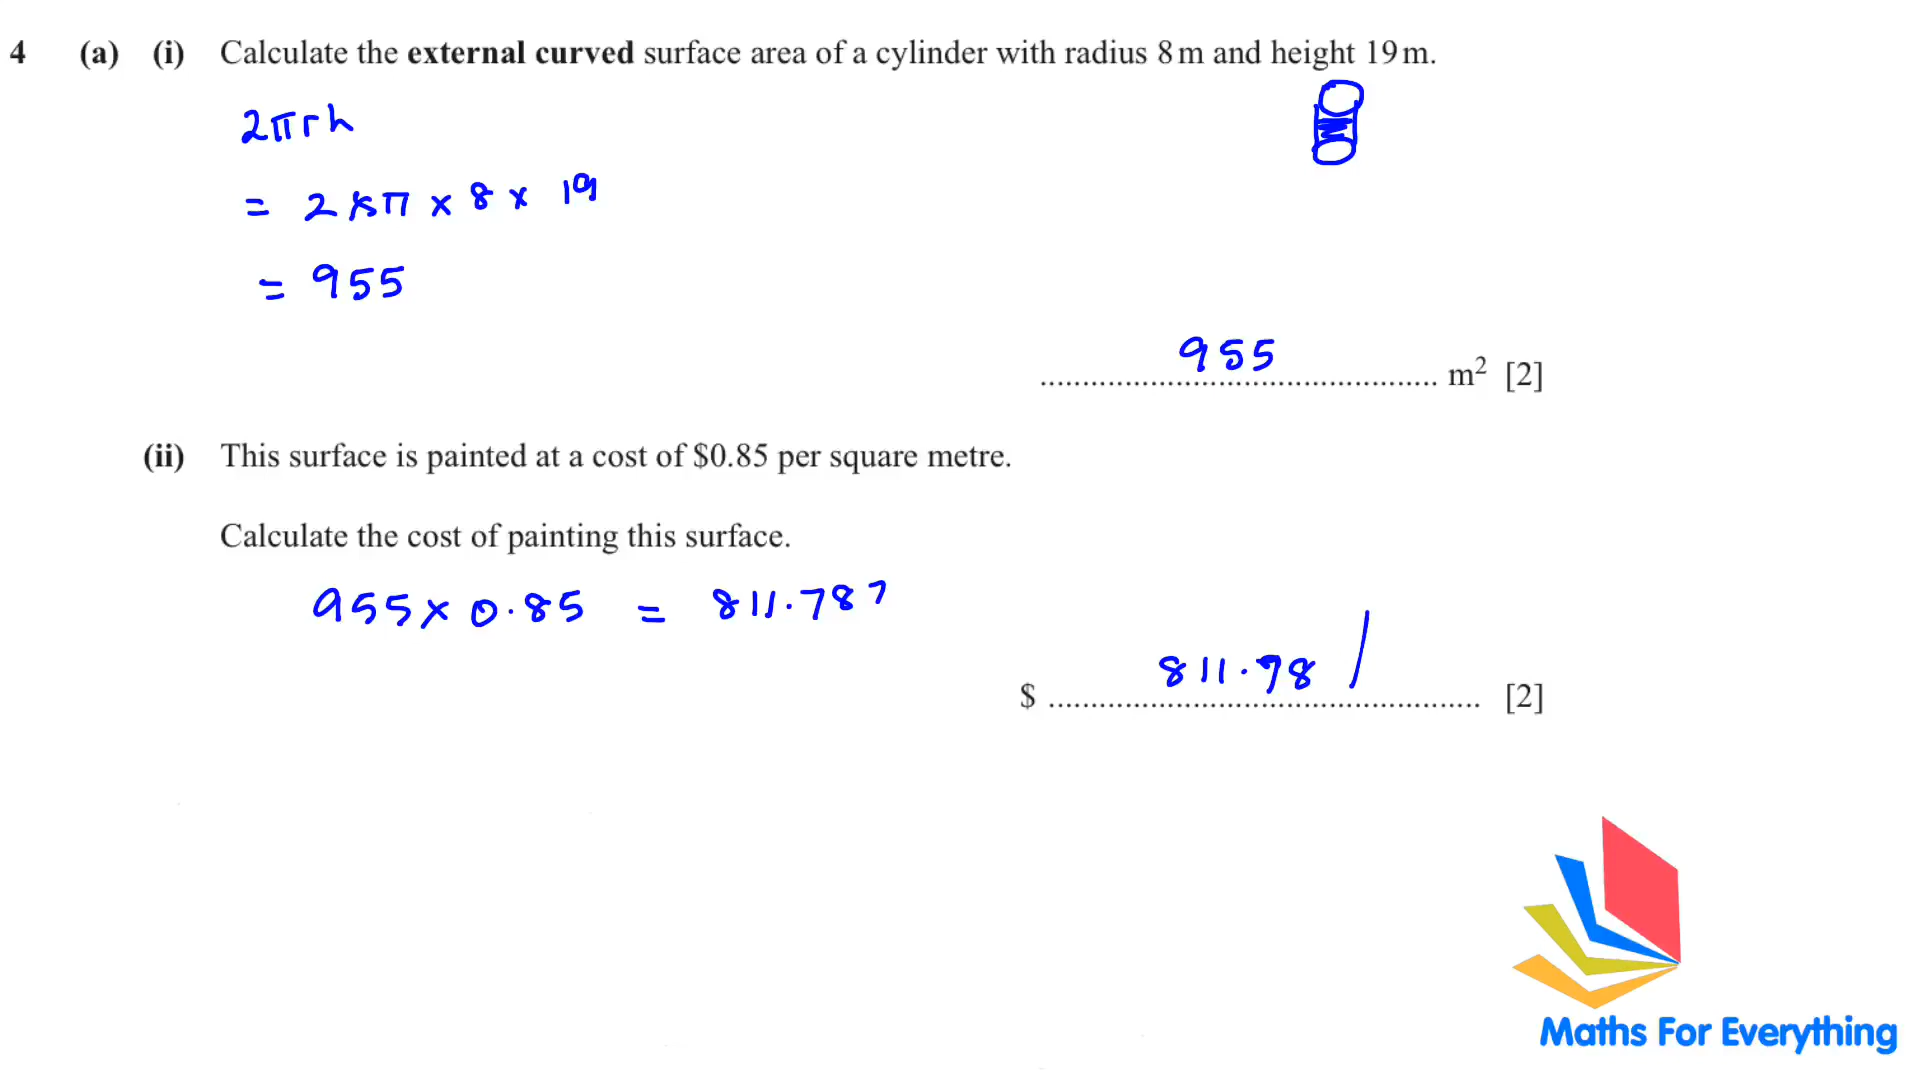 4 (a) (i) Calculate the external curved surface area of a cylinder with radius 8 m and height 19 m.
2πrh
= 2 × π × 8 × 19
= 955
955
........................ m² [2]
(ii) This surface is painted at a cost of $0.85 per square metre.
Calculate the cost of painting this surface.
955 × 0.85 = 811.787
811.78
$ ........................ [2]
Maths For Everything